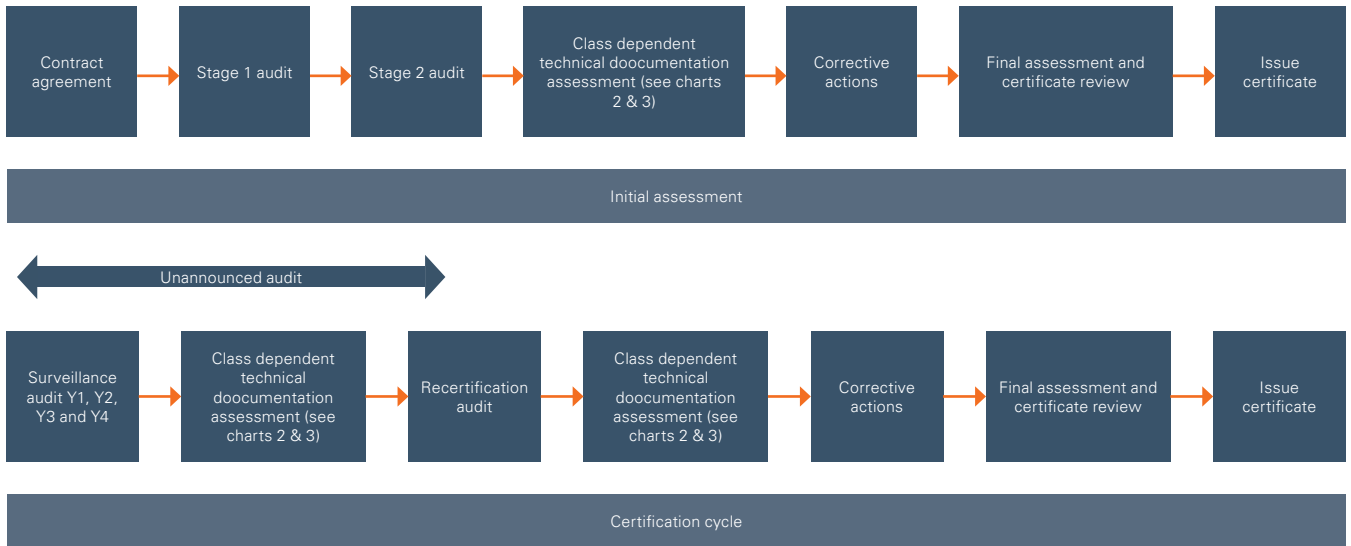 Contract
agreement
Stage 1 audit
Stage 2 audit
Class dependent
technical doocumentation
assessment (see charts
2 & 3)
Corrective
actions
Final assessment and
certificate review
Issue
certificate
Initial assessment
Unannounced audit
Surveillance
audit Y1, Y2,
Y3 and Y4
Class dependent
technical
doocumentation
assessment (see
charts 2 & 3)
Recertification
audit
Class dependent
technical
doocumentation
assessment (see
charts 2 & 3)
Corrective
actions
Final assessment and
certificate review
Issue
certificate
Certification cycle